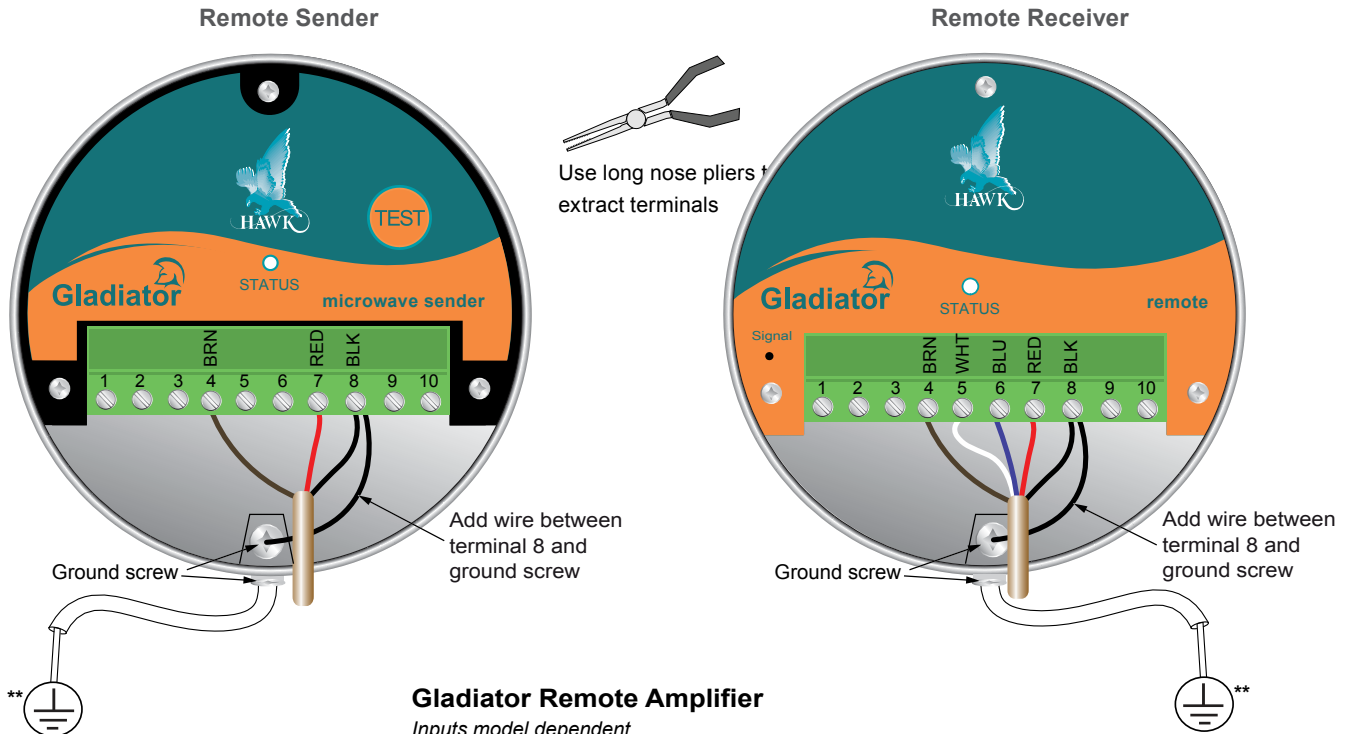 Remote Sender
Remote Receiver
Use long nose pliers
extract terminals
HAWK
TEST
STATUS
Gladiator
microwave sender
BRN RED BLK
1 2 3 4 5 6 7 8 9 10
Add wire between
terminal 8 and
ground screw
Ground screw
**
HAWK
Gladiator
STATUS
remote
Signal
BRN WHT BLU RED BLK
1 2 3 4 5 6 7 8 9 10
Add wire between
terminal 8 and
ground screw
Ground screw
**
Gladiator Remote Amplifier
Inputs model dependent